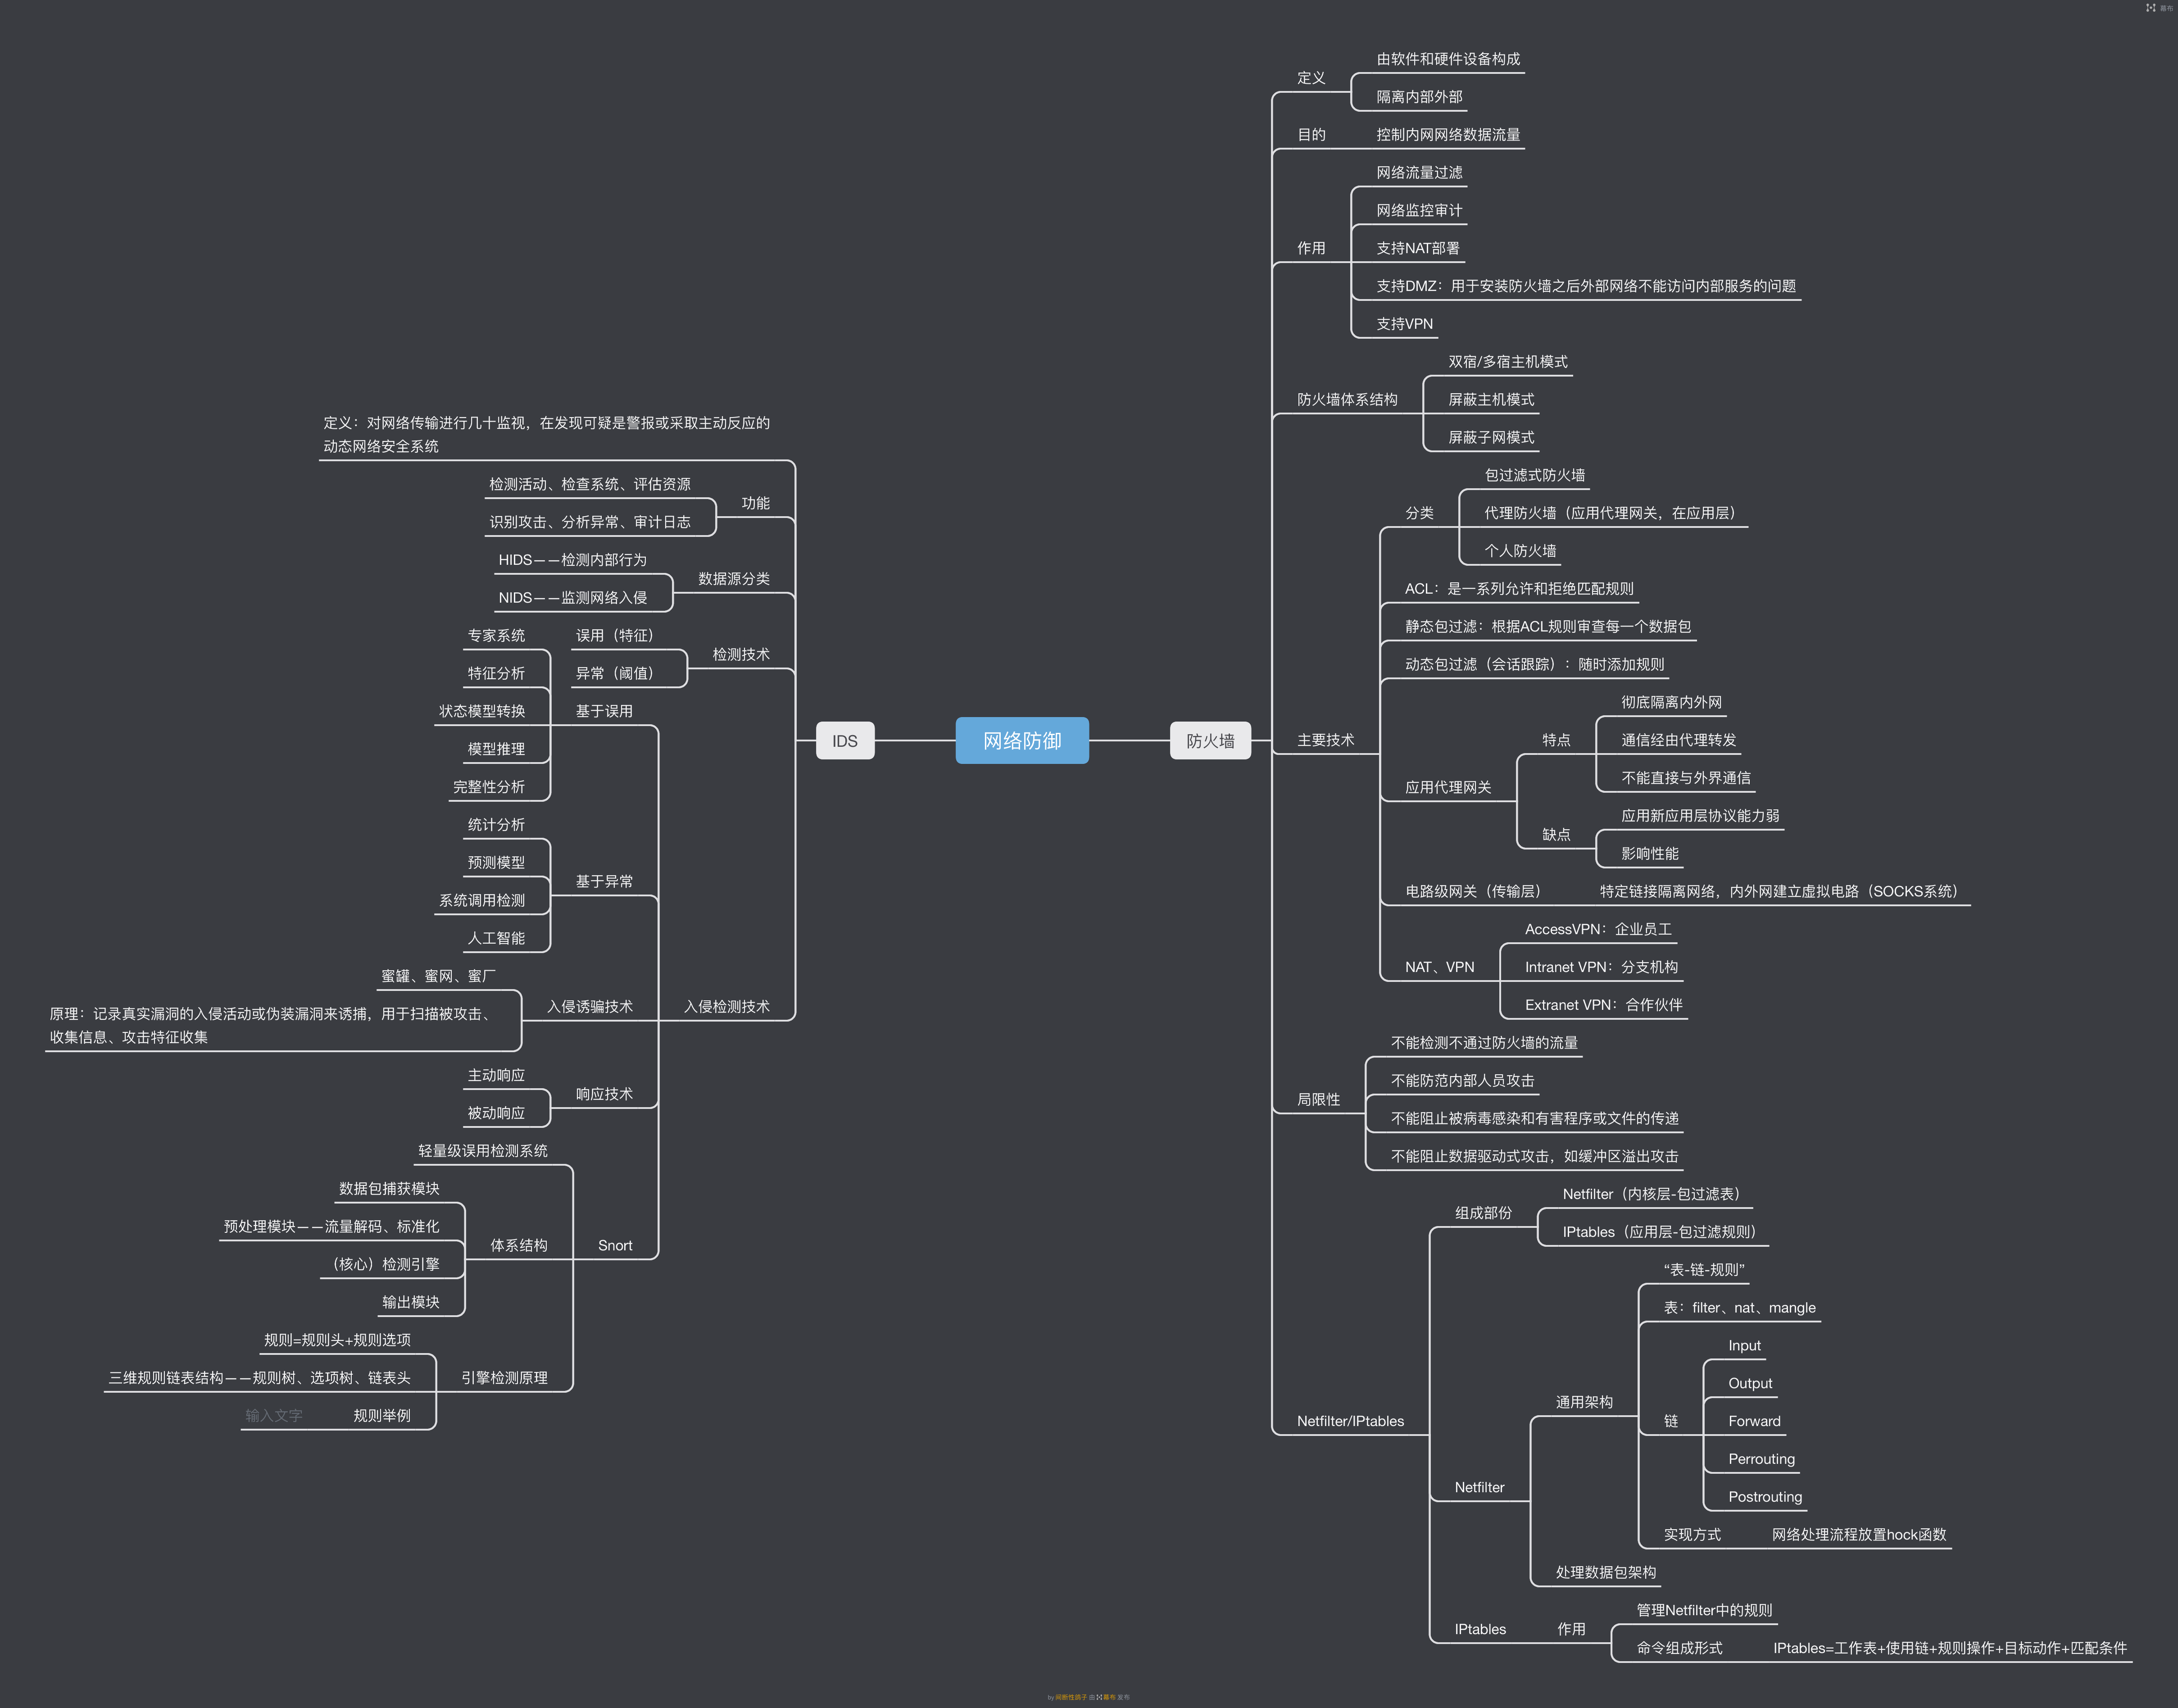 幕布
网络防御
防火墙
定义
由软件和硬件设备构成
隔离内部外部
目的
控制内网网络数据流量
作用
网络流量过滤
网络监控审计
支持NAT部署
支持DMZ：用于安装防火墙之后外部网络不能访问内部服务的问题
支持VPN
防火墙体系结构
双宿/多宿主机模式
屏蔽主机模式
屏蔽子网模式
主要技术
分类
包过滤式防火墙
代理防火墙（应用代理网关，在应用层）
个人防火墙
ACL：是一系列允许和拒绝匹配规则
静态包过滤：根据ACL规则审查每一个数据包
动态包过滤（会话跟踪）：随时添加规则
应用代理网关
特点
彻底隔离内外网
通信经由代理转发
不能直接与外界通信
缺点
应用新应用层协议能力弱
影响性能
电路级网关（传输层）
特定链接隔离网络，内外网建立虚拟电路（SOCKS系统）
NAT、VPN
AccessVPN：企业员工
Intranet VPN：分支机构
Extranet VPN：合作伙伴
局限性
不能检测不通过防火墙的流量
不能防范内部人员攻击
不能阻止被病毒感染和有害程序或文件的传递
不能阻止数据驱动式攻击，如缓冲区溢出攻击
Netfilter/IPtables
组成部份
Netfilter（内核层-包过滤表）
IPtables（应用层-包过滤规则）
Netfilter
通用架构
“表-链-规则”
表：filter、nat、mangle
链
Input
Output
Forward
Perrouting
Postrouting
实现方式
网络处理流程放置hock函数
处理数据包架构
IPtables
作用
管理Netfilter中的规则
命令组成形式
IPtables=工作表+使用链+规则操作+目标动作+匹配条件
IDS
定义：对网络传输进行几十监视，在发现可疑是警报或采取主动反应的
动态网络安全系统
功能
检测活动、检查系统、评估资源
识别攻击、分析异常、审计日志
数据源分类
HIDS——检测内部行为
NIDS——监测网络入侵
检测技术
误用（特征）
异常（阈值）
入侵检测技术
基于误用
专家系统
特征分析
状态模型转换
模型推理
完整性分析
基于异常
统计分析
预测模型
系统调用检测
人工智能
入侵诱骗技术
蜜罐、蜜网、蜜厂
原理：记录真实漏洞的入侵活动或伪装漏洞来诱捕，用于扫描被攻击、
收集信息、攻击特征收集
响应技术
主动响应
被动响应
Snort
轻量级误用检测系统
体系结构
数据包捕获模块
预处理模块——流量解码、标准化
（核心）检测引擎
输出模块
引擎检测原理
规则=规则头+规则选项
三维规则链表结构——规则树、选项树、链表头
规则举例
输入文字
by 间断性鸽子 由 幕布 发布